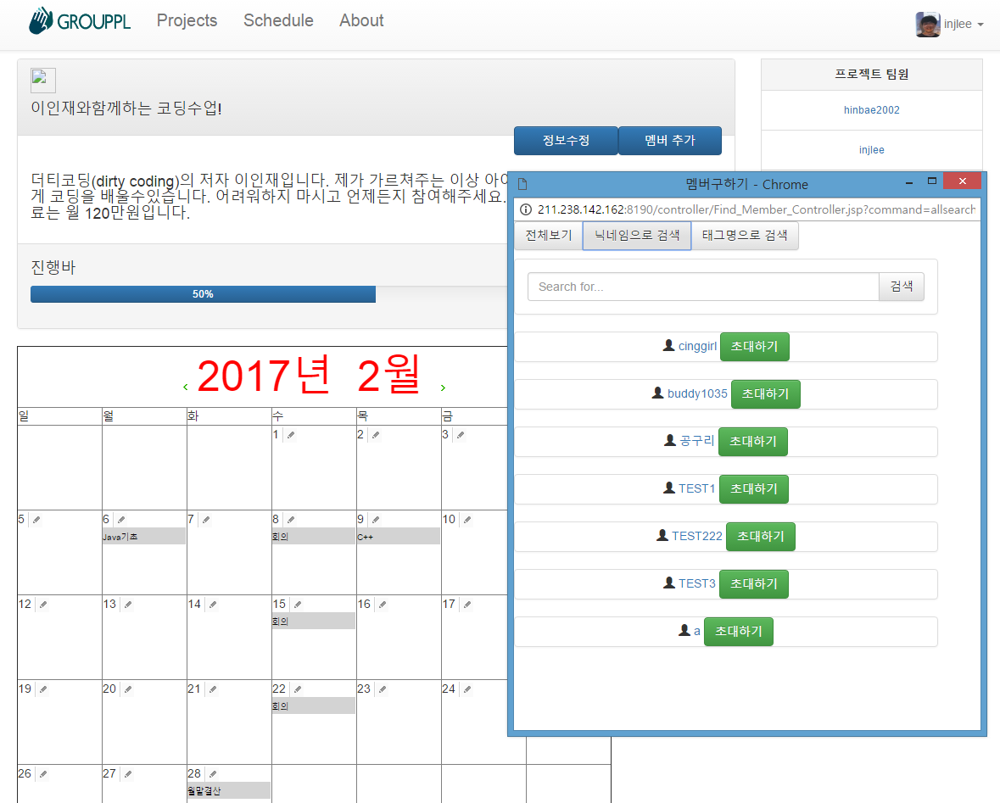 GROUPPL Projects Schedule About injlee
이인재와함께하는 코딩수업!
정보수정 멤버 추가
더티코딩(dirty coding)의 저자 이인재입니다. 제가 가르쳐주는 이상 아이
게 코딩을 배울수있습니다. 어려워하지 마시고 언제든지 참여해주세요.
료는 월 120만원입니다.
진행바
50%
프로젝트 팀원
hinbae2002
injlee
멤버구하기 - Chrome
211.238.142.162:8190/controller/Find_Member_Controller.jsp?command=allsearch
전체보기 닉네임으로 검색 태그명으로 검색
Search for... 검색
cinggirl 초대하기
buddy1035 초대하기
공구리 초대하기
TEST1 초대하기
TEST222 초대하기
TEST3 초대하기
a 초대하기
‹ 2017년 2월 ›
일 월 화 수 목 금
1 2 3
5 6 7 8 9 10
Java기초 회의 C++
12 13 14 15 16 17
회의
19 20 21 22 23 24
회의
26 27 28
월말결산